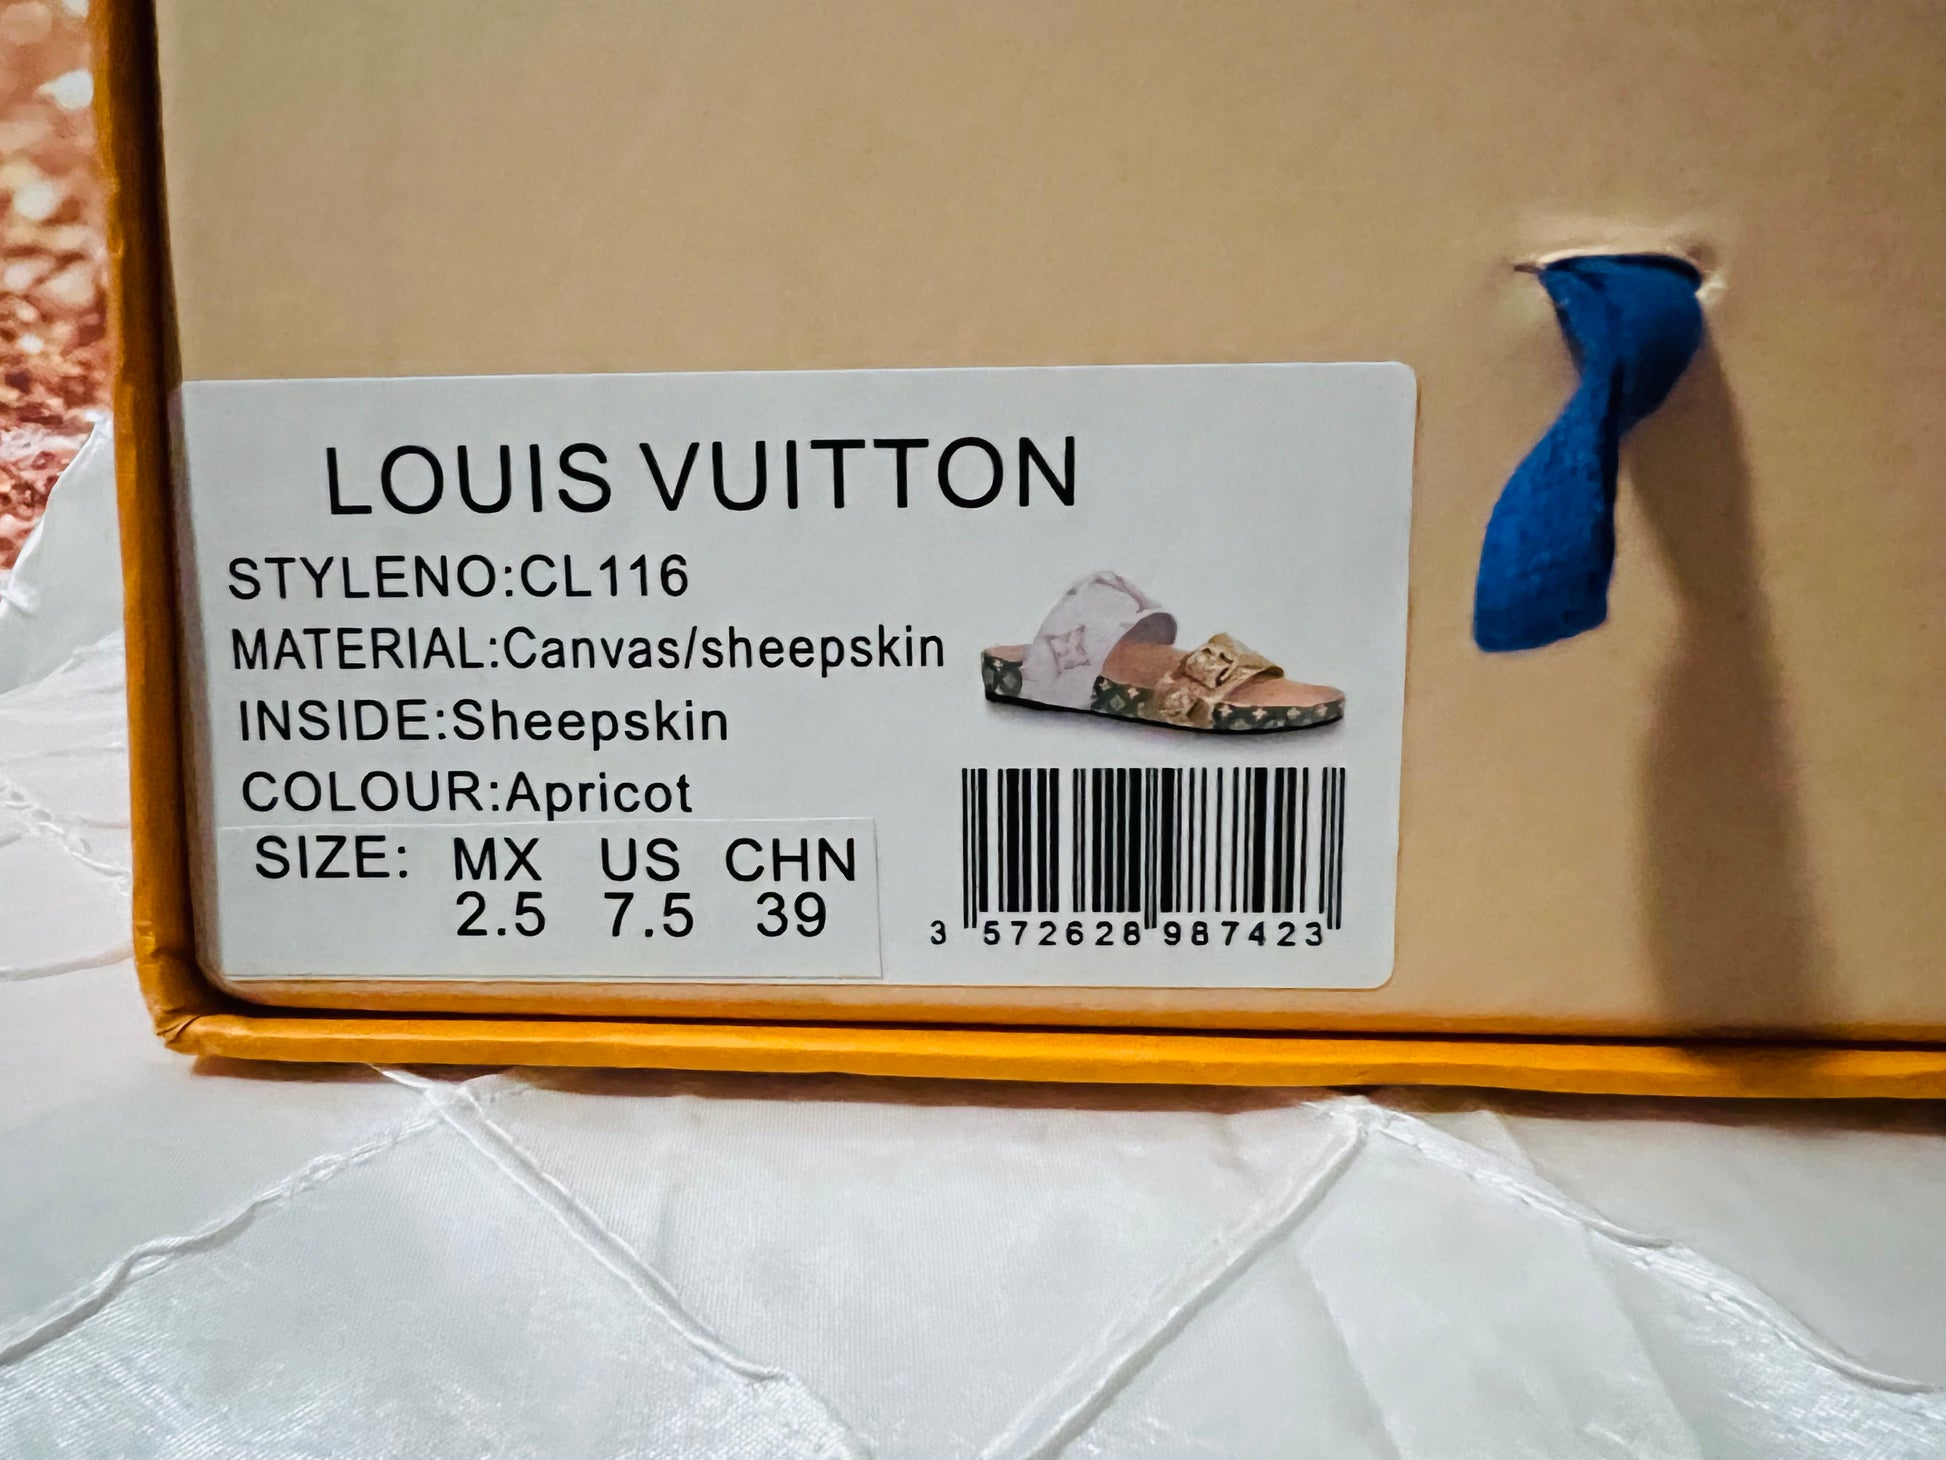 LOUIS VUITTON
STYLENO:CL116
MATERIAL:Canvas/sheepskin
INSIDE:Sheepskin
COLOUR:Apricot
SIZE: MX US CHN
2.5 7.5 39
3 572628 987423